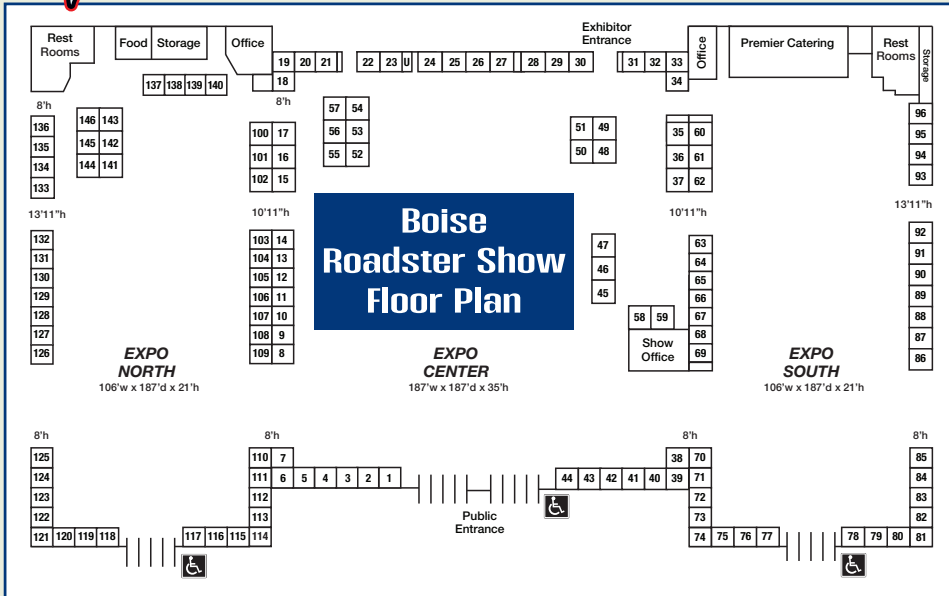 Rest
Rooms
Food
Storage
Office
19 20 21
22 23 U 24 25 26 27 28 29 30
Exhibitor
Entrance
31 32 33
Office
Premier Catering
Rest
Rooms
Storage
18
34
137 138 139 140
8'h
8'h
146 143
145 142
144 141
57 54
56 53
55 52
51 49
50 48
136
135
134
133
100 17
101 16
102 15
35 60
36 61
37 62
96
95
94
93
13'11"h
10'11"h
10'11"h
13'11"h
Boise
Roadster Show
Floor Plan
132
131
130
129
128
127
126
103 14
104 13
105 12
106 11
107 10
108 9
109 8
47
46
45
58 59
Show
Office
63
64
65
66
67
68
69
92
91
90
89
88
87
86
EXPO
NORTH
106'w x 187'd x 21'h
EXPO
CENTER
187'w x 187'd x 35'h
EXPO
SOUTH
106'w x 187'd x 21'h
8'h
8'h
8'h
8'h
125
124
123
122
121 120 119 118
117 116 115 114
110 7
111 6 5 4 3 2 1
112
113
Public
Entrance
44 43 42 41 40 39
38 70
71
72
73
74 75 76 77
78 79 80 81
85
84
83
82